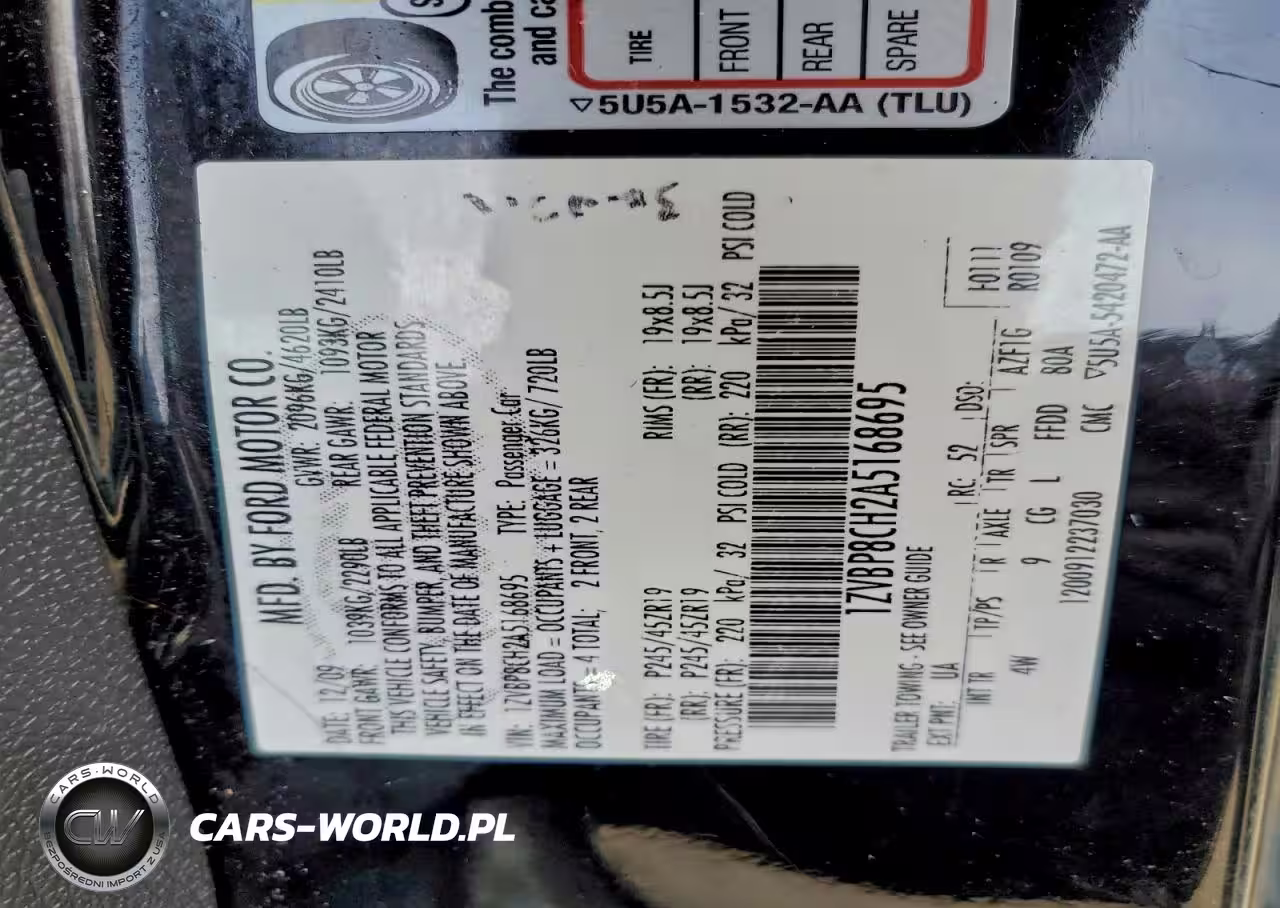 The comb
and ca
TIRE
FRONT
REAR
SPARE
▽5U5A-1532-AA (TLU)
MFD. BY FORD MOTOR CO.
DATE: 12/09 GVWR: 2096KG/4620LB
FRONT GAWR: 1039KG/2290LB REAR GAWR: 1093KG/2410LB
THIS VEHICLE CONFORMS TO ALL APPLICABLE FEDERAL MOTOR
VEHICLE SAFETY, BUMPER, AND THEFT PREVENTION STANDARDS
IN EFFECT ON THE DATE OF MANUFACTURE SHOWN ABOVE.
VIN: 1ZVBP8CH2A5168695 TYPE: Passenger Car
MAXIMUM LOAD = OCCUPANTS + LUGGAGE = 326KG/720LB
OCCUPANTS = 4 TOTAL; 2 FRONT, 2 REAR
TIRE (FR): P245/45ZR19 RIMS (FR): 19x8.5J
(RR): P245/45ZR19 (RR): 19x8.5J
PRESSURE (FR): 220 kPa/ 32 PSI COLD (RR): 220 kPa/ 32 PSI COLD
1ZVBP8CH2A5168695
TRAILER TOWING - SEE OWNER GUIDE
EXT PNT: UA RC: 52 DSO:
INT TR TP/PS R AXLE TR SPR AZF1G F0111
4W 9 CG L FFDD 80A R0109
1200912237030 CMC ▽5U5A-5420472-AA
CARS-WORLD
CW
BEZPOŚREDNI IMPORT Z USA
CARS-WORLD.PL